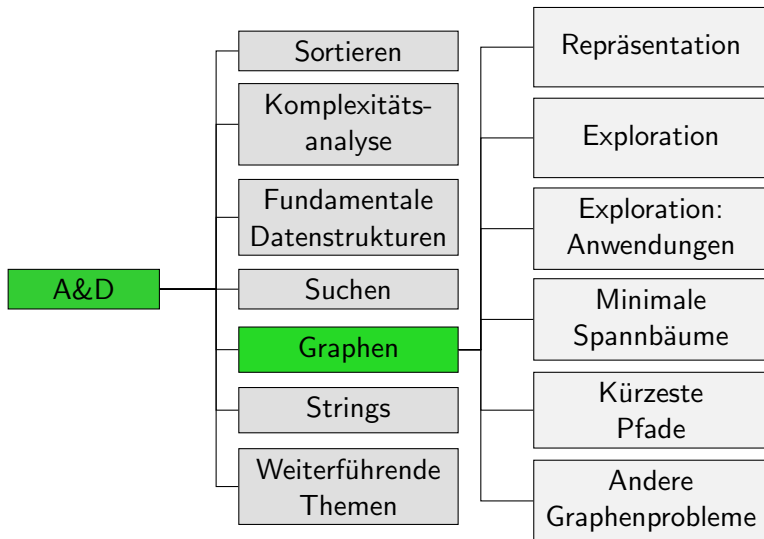 A&D
Sortieren
Komplexitäts-
analyse
Fundamentale
Datenstrukturen
Suchen
Graphen
Strings
Weiterführende
Themen
Repräsentation
Exploration
Exploration:
Anwendungen
Minimale
Spannbäume
Kürzeste
Pfade
Andere
Graphenprobleme